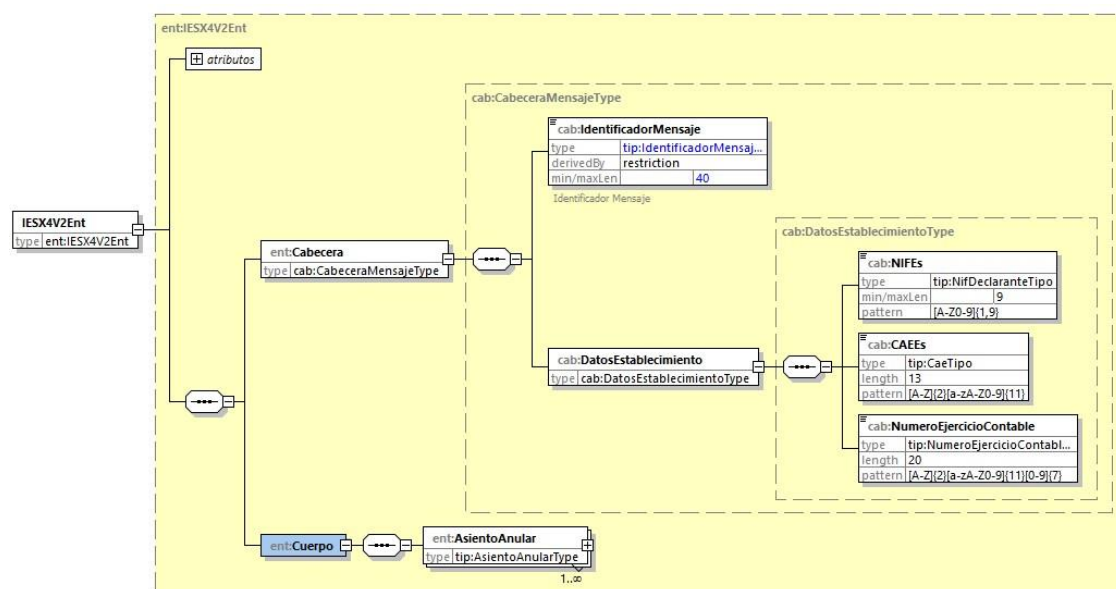 ent:IESX4V2Ent
atributos
cab:CabeceraMensajeType
cab:IdentificadorMensaje
type tip:IdentificadorMensaj...
derivedBy restriction
min/maxLen 40
Identificador Mensaje
IESX4V2Ent
type ent:IESX4V2Ent
cab:DatosEstablecimientoType
ent:Cabecera
type cab:CabeceraMensajeType
cab:NIFEs
type tip:NifDeclaranteTipo
min/maxLen 9
pattern [A-Z0-9]{1,9}
cab:DatosEstablecimiento
type cab:DatosEstablecimientoType
cab:CAEEs
type tip:CaeTipo
length 13
pattern [A-Z]{2}[a-zA-Z0-9]{11}
cab:NumeroEjercicioContable
type tip:NumeroEjercicioContabl...
length 20
pattern [A-Z]{2}[a-zA-Z0-9]{11}[0-9]{7}
ent:Cuerpo
ent:AsientoAnular
type tip:AsientoAnularType
1..∞